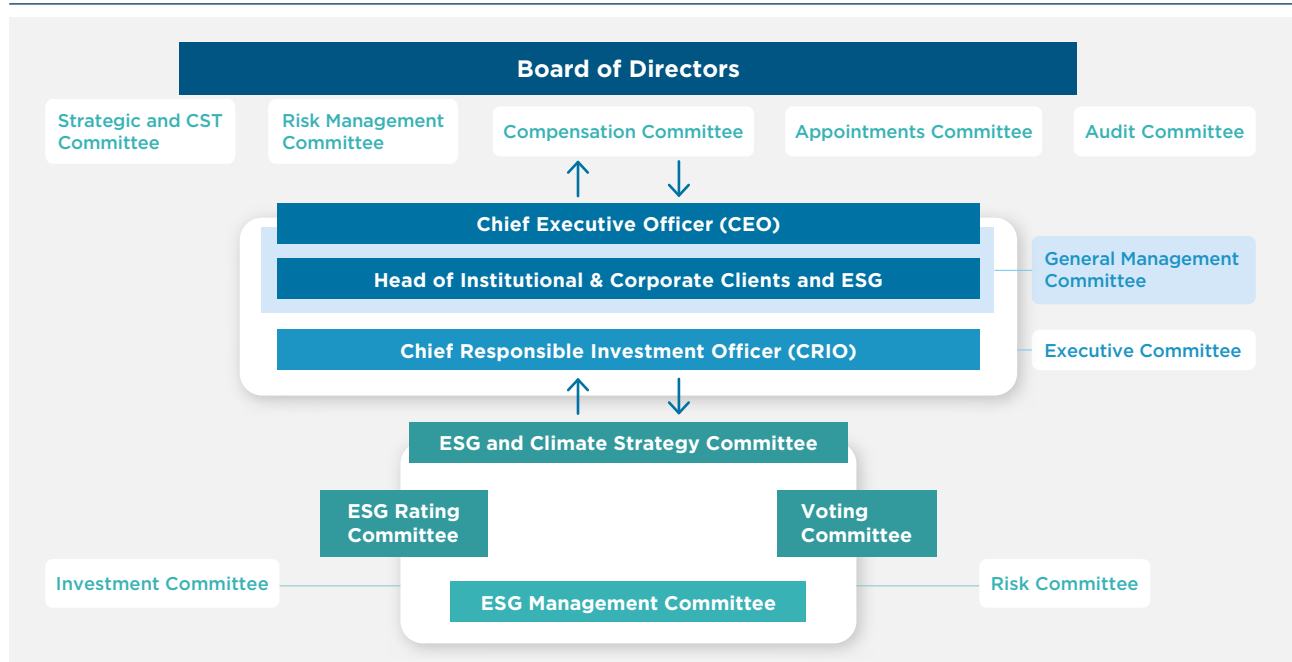 Board of Directors
Strategic and CST
Committee
Risk Management
Committee
Compensation Committee
Appointments Committee
Audit Committee
Chief Executive Officer (CEO)
Head of Institutional & Corporate Clients and ESG
General Management
Committee
Chief Responsible Investment Officer (CRIO)
Executive Committee
ESG and Climate Strategy Committee
ESG Rating
Committee
Voting
Committee
Investment Committee
Risk Committee
ESG Management Committee